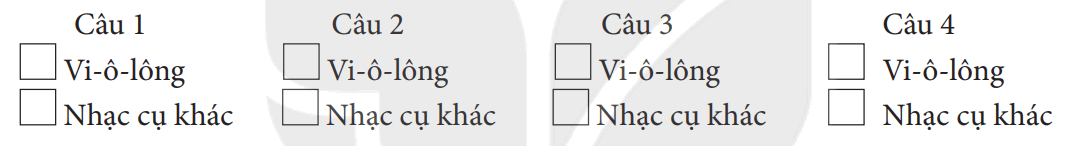 Câu 1 Câu 2 Câu 3 Câu 4
Vi-ô-lông Vi-ô-lông Vi-ô-lông Vi-ô-lông
Nhạc cụ khác Nhạc cụ khác Nhạc cụ khác Nhạc cụ khác